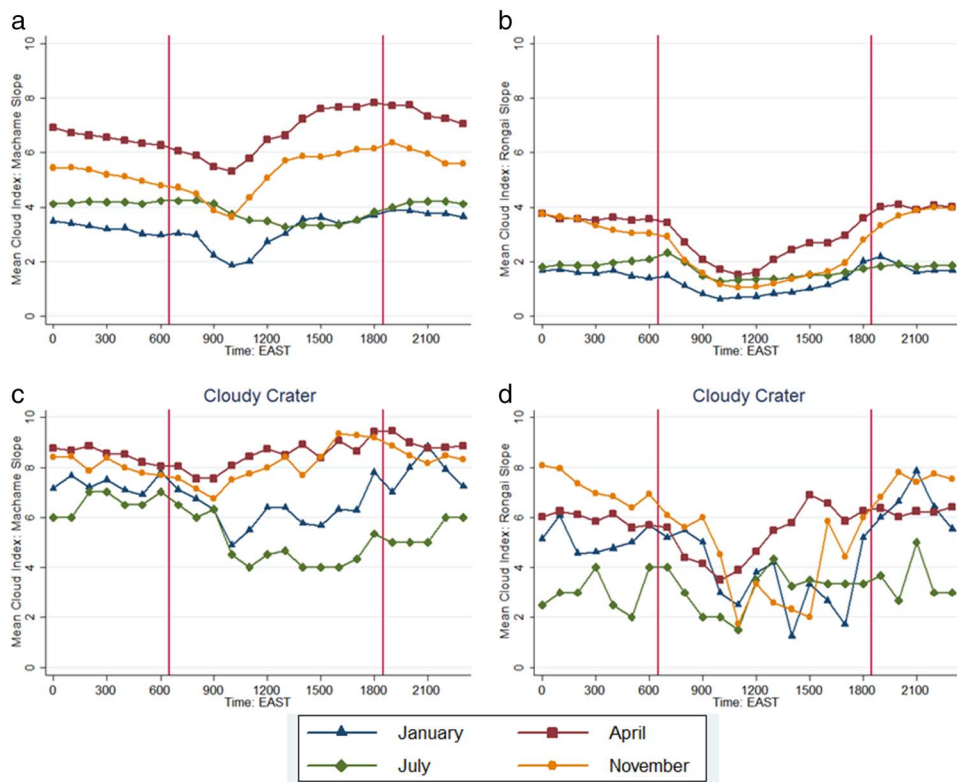 a
10
8
6
4
2
0
Mean Cloud Index: Machame Slope
0 300 600 900 1200 1500 1800 2100
Time: EAST
b
10
8
6
4
2
0
Mean Cloud Index: Rongai Slope
0 300 600 900 1200 1500 1800 2100
Time: EAST
c
Cloudy Crater
10
8
6
4
2
0
Mean Cloud Index: Machame Slope
0 300 600 900 1200 1500 1800 2100
Time: EAST
d
Cloudy Crater
10
8
6
4
2
0
Mean Cloud Index: Rongai Slope
0 300 600 900 1200 1500 1800 2100
Time: EAST
January April
July November